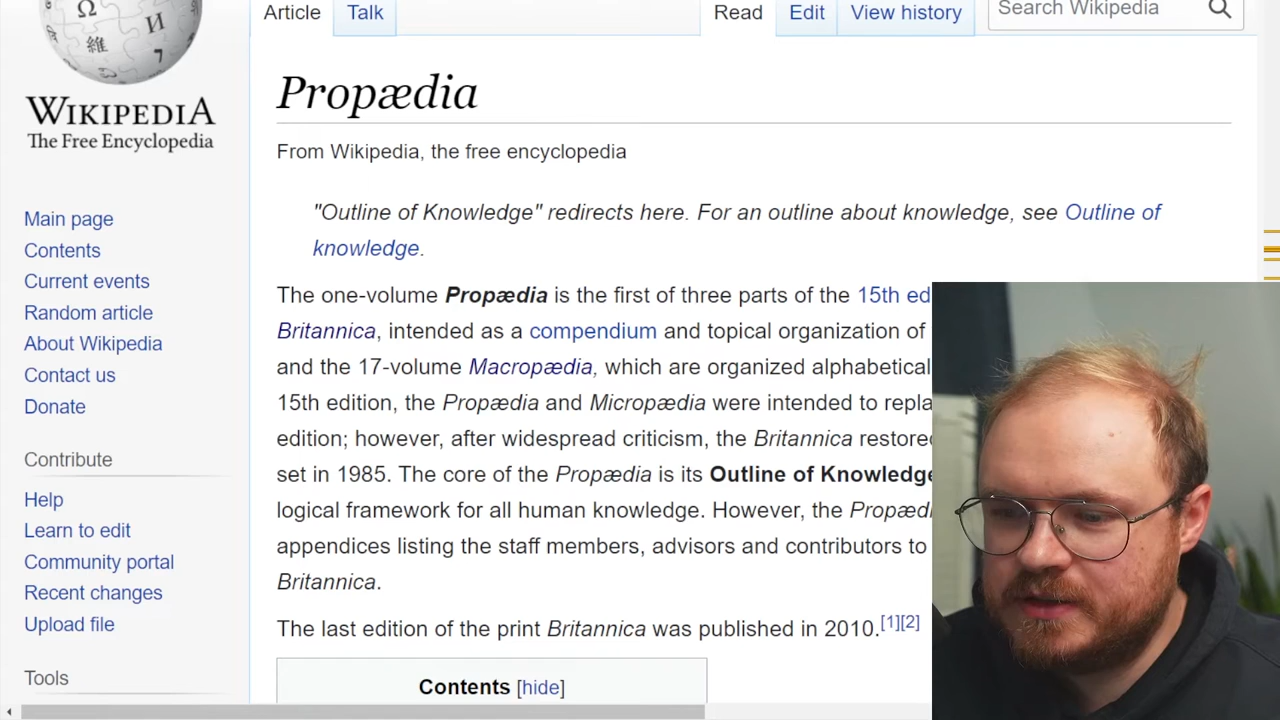 Article Talk Read Edit View history Search Wikipedia
Ω
И
維
WIKIPEDIA
The Free Encyclopedia
Main page
Contents
Current events
Random article
About Wikipedia
Contact us
Donate
Contribute
Help
Learn to edit
Community portal
Recent changes
Upload file
Tools
Propædia
From Wikipedia, the free encyclopedia
"Outline of Knowledge" redirects here. For an outline about knowledge, see Outline of
knowledge.
The one-volume Propædia is the first of three parts of the 15th ed
Britannica, intended as a compendium and topical organization of
and the 17-volume Macropædia, which are organized alphabetical
15th edition, the Propædia and Micropædia were intended to repla
edition; however, after widespread criticism, the Britannica restored
set in 1985. The core of the Propædia is its Outline of Knowledge
logical framework for all human knowledge. However, the Propædi
appendices listing the staff members, advisors and contributors to
Britannica.
The last edition of the print Britannica was published in 2010.[1][2]
Contents [hide]